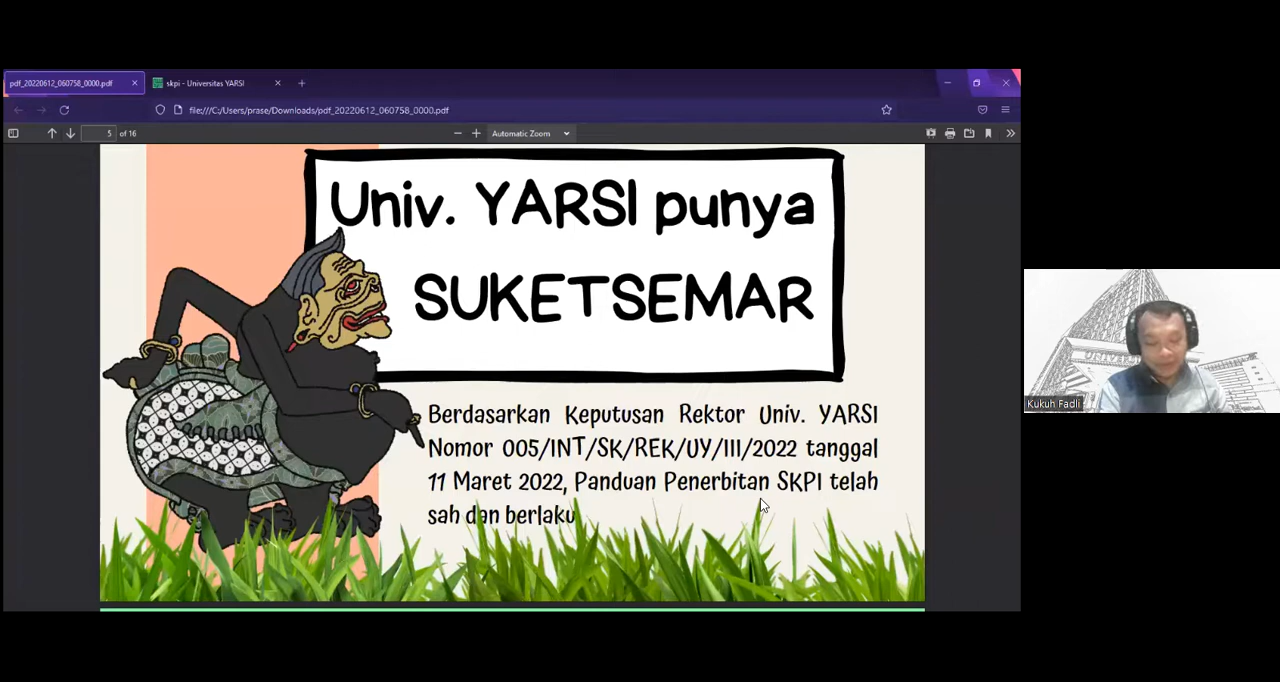 pdf_20220612_060758_0000.pdf
skpi - Universitas YARSI
file:///C:/Users/prase/Downloads/pdf_20220612_060758_0000.pdf
5 of 16
Automatic Zoom
Univ. YARSI punya
SUKETSEMAR
Berdasarkan Keputusan Rektor Univ. YARSI
Nomor 005/INT/SK/REK/UY/III/2022 tanggal
11 Maret 2022, Panduan Penerbitan SKPI telah
sah dan berlaku
Kukuh Fadli